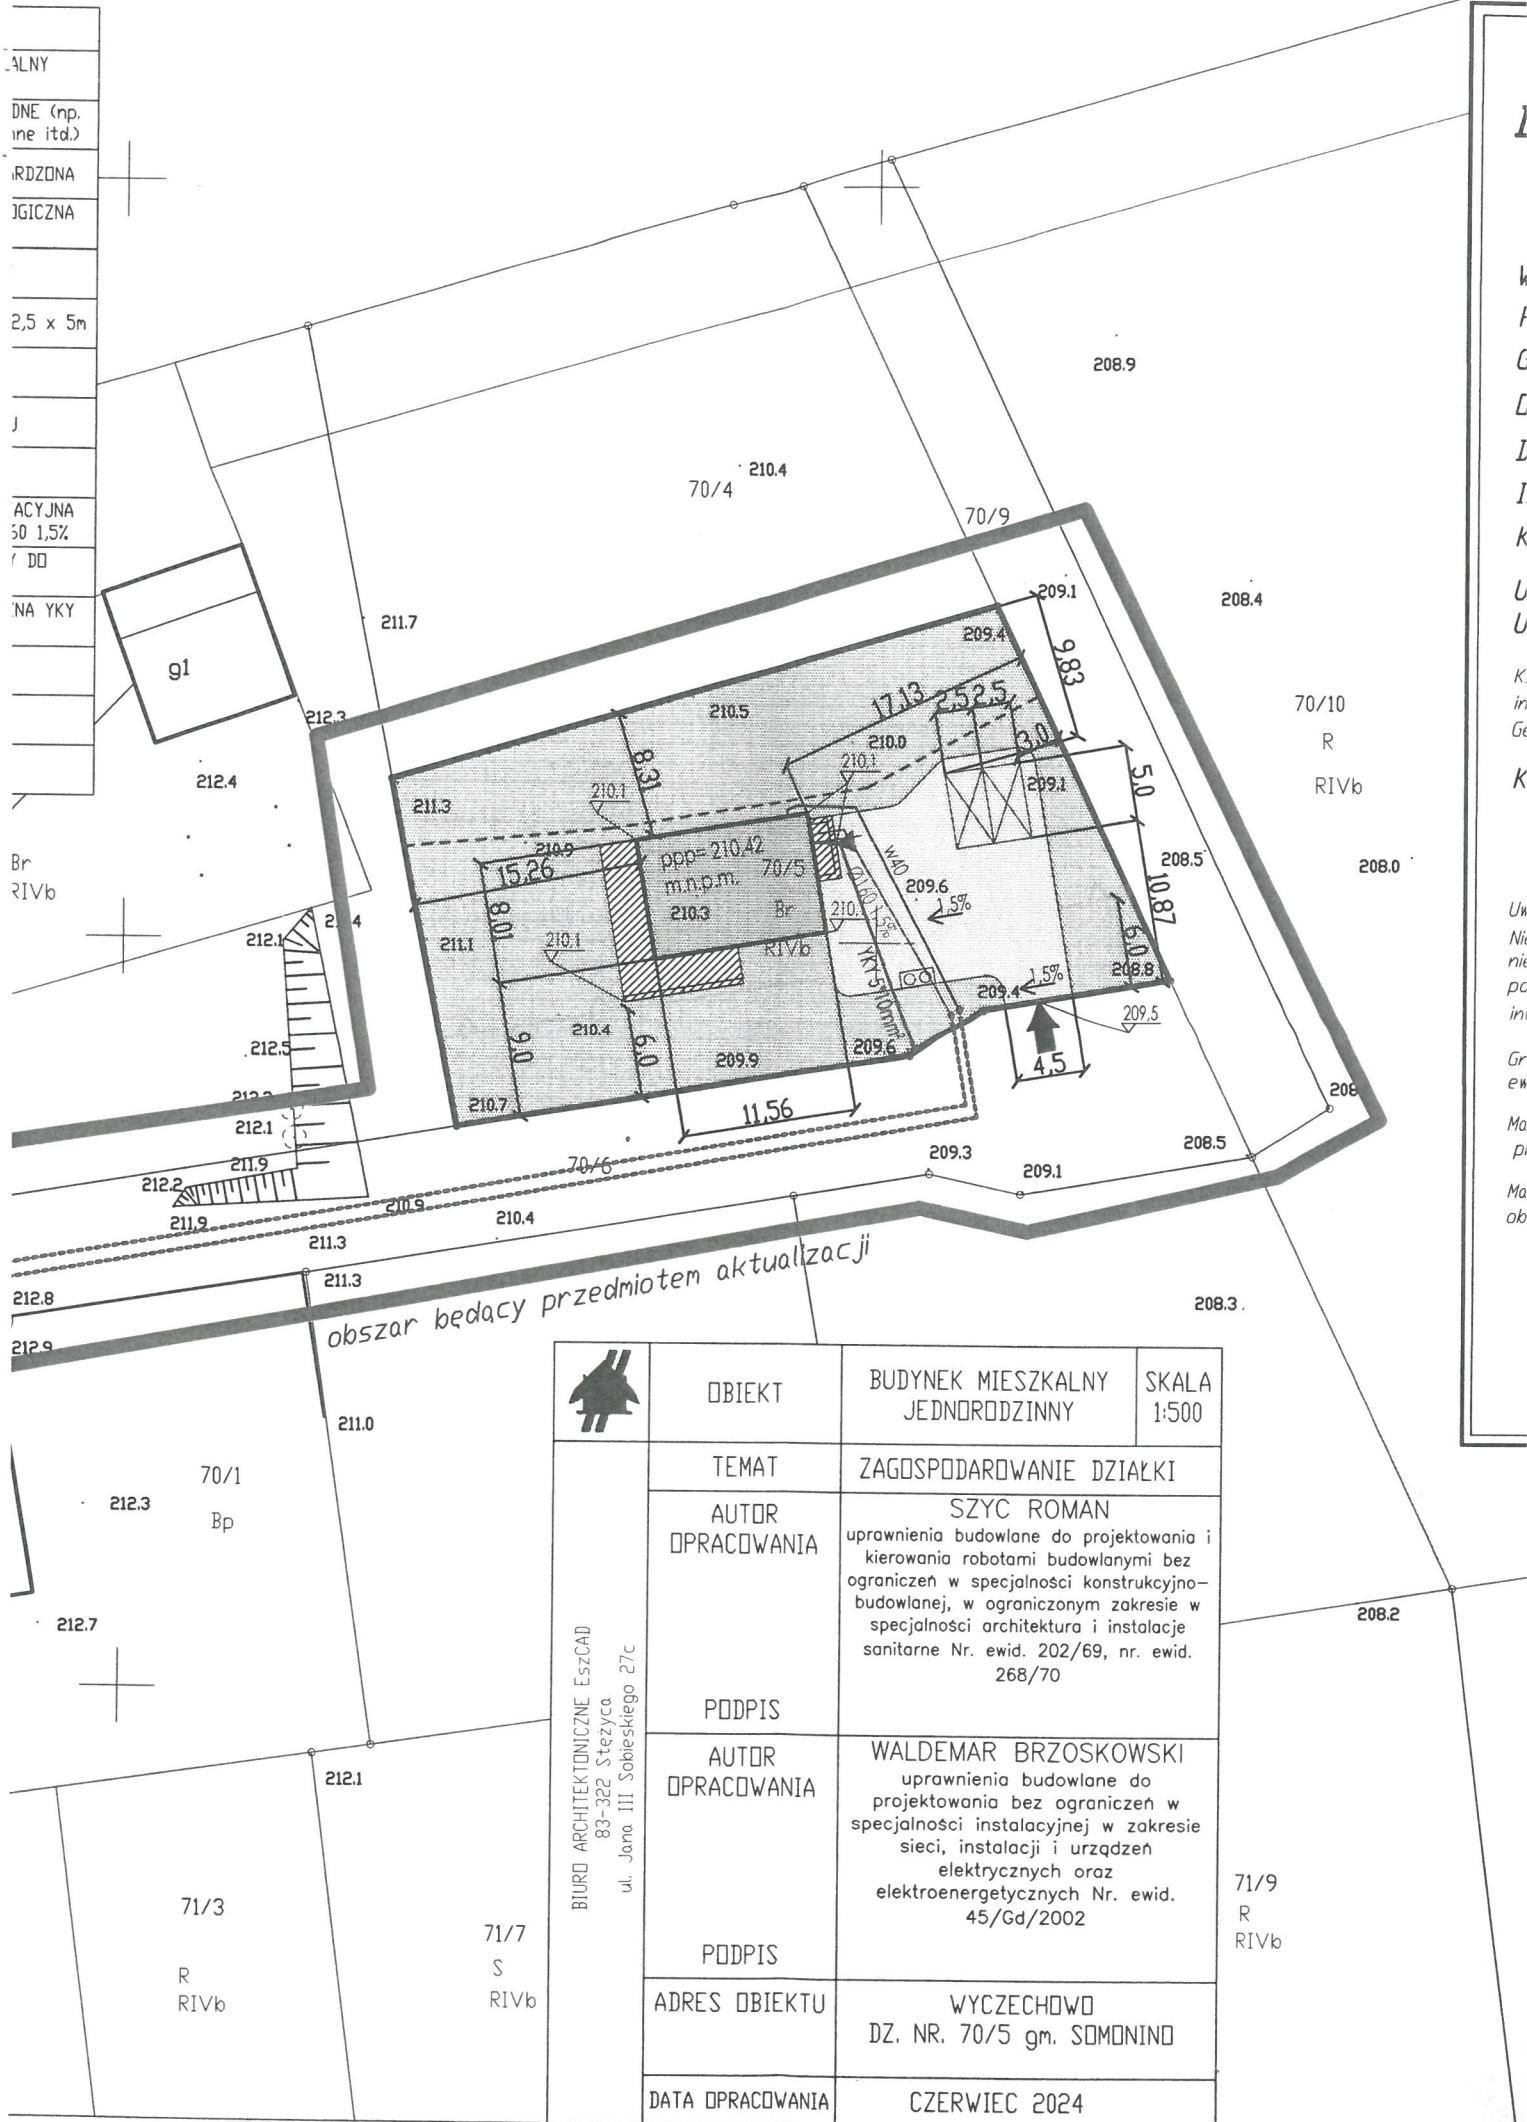 ALNY
DNE (np.
nne itd.)
RDZONA
OGICZNA
2,5 x 5m
U
ACYJNA
60 1,5%
Y DO
NA YKY
208.9
210.4
70/4
70/9
209.1
208.4
211.7
g1
209.4
9,83
212.3
210.5
17,13
2,5
2,5
70/10
R
RIVb
210.0
3,0
212.4
8,31
210.1
210.1
5,0
211.3
209.1
Br
RIVb
210.9
15,26
ppp= 210,42
m.n.p.m.
70/5
W40
209.6
1,5%
208.5
208.0
10,87
210.3
Br
RIVb
8,01
211.1
212.1
210.1
6,0
208.8
1,5%
209.4
YKY 5*10mm²
209.5
210.4
9,0
6,0
209.9
209.6
212.5
4,5
210.7
11,56
212.1
208
211.9
70/6
209.3
208.5
212.2
209.1
211.9
210.9
210.4
211.3
211.3
212.8
212.9
obszar będący przedmiotem aktualizacji
208.3
211.0
70/1
Bp
212.3
212.7
208.2
212.1
71/3
R
RIVb
71/7
S
RIVb
71/9
R
RIVb
OBIEKT
BUDYNEK MIESZKALNY
JEDNORODZINNY
SKALA
1:500
TEMAT
ZAGOSPODAROWANIE DZIAŁKI
AUTOR
OPRACOWANIA
SZYC ROMAN
uprawnienia budowlane do projektowania i
kierowania robotami budowlanymi bez
ograniczeń w specjalności konstrukcyjno-
budowlanej, w ograniczonym zakresie w
specjalności architektura i instalacje
sanitarne Nr. ewid. 202/69, nr. ewid.
268/70
PODPIS
AUTOR
OPRACOWANIA
WALDEMAR BRZOSKOWSKI
uprawnienia budowlane do
projektowania bez ograniczeń w
specjalności instalacyjnej w zakresie
sieci, instalacji i urządzeń
elektrycznych oraz
elektroenergetycznych Nr. ewid.
45/Gd/2002
PODPIS
ADRES OBIEKTU
WYCZECHOWO
DZ. NR. 70/5 gm. SOMONINO
DATA OPRACOWANIA
CZERWIEC 2024
BIURO ARCHITEKTONICZNE EszCAD
83-322 Stężyca
ul. Jana III Sobieskiego 27c